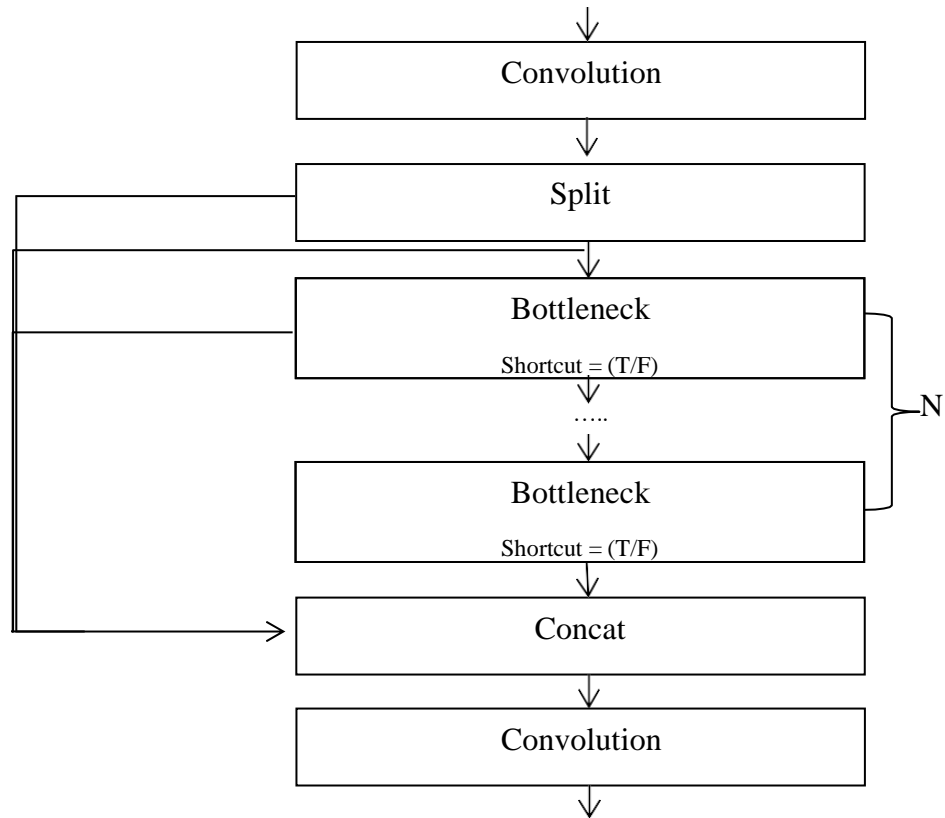 Convolution
Split
Bottleneck
Shortcut = (T/F)
…..
N
Bottleneck
Shortcut = (T/F)
Concat
Convolution